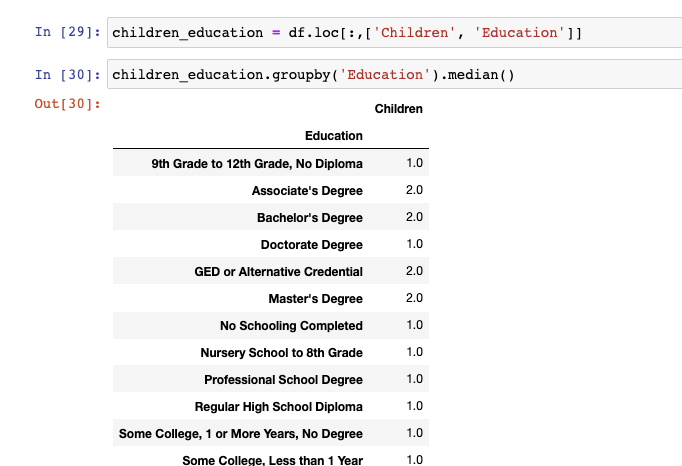 In [29]: children_education = df.loc[:,['Children', 'Education']]
In [30]: children_education.groupby('Education').median()
Out[30]:
Children
Education
9th Grade to 12th Grade, No Diploma 1.0
Associate's Degree 2.0
Bachelor's Degree 2.0
Doctorate Degree 1.0
GED or Alternative Credential 2.0
Master's Degree 2.0
No Schooling Completed 1.0
Nursery School to 8th Grade 1.0
Professional School Degree 1.0
Regular High School Diploma 1.0
Some College, 1 or More Years, No Degree 1.0
Some College, Less than 1 Year 1.0